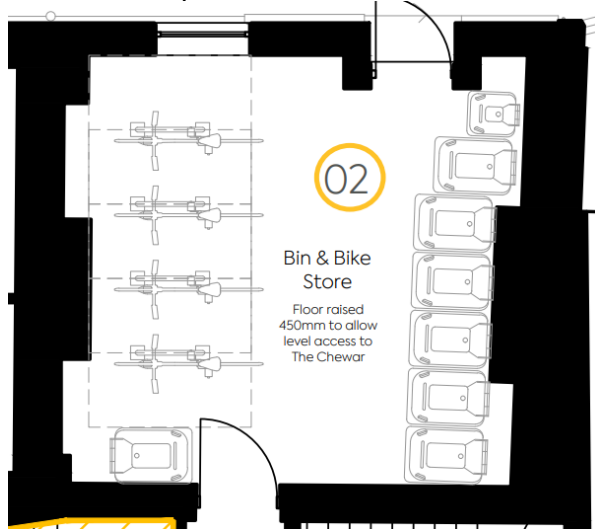 02
Bin & Bike
Store
Floor raised
450mm to allow
level access to
The Chewar